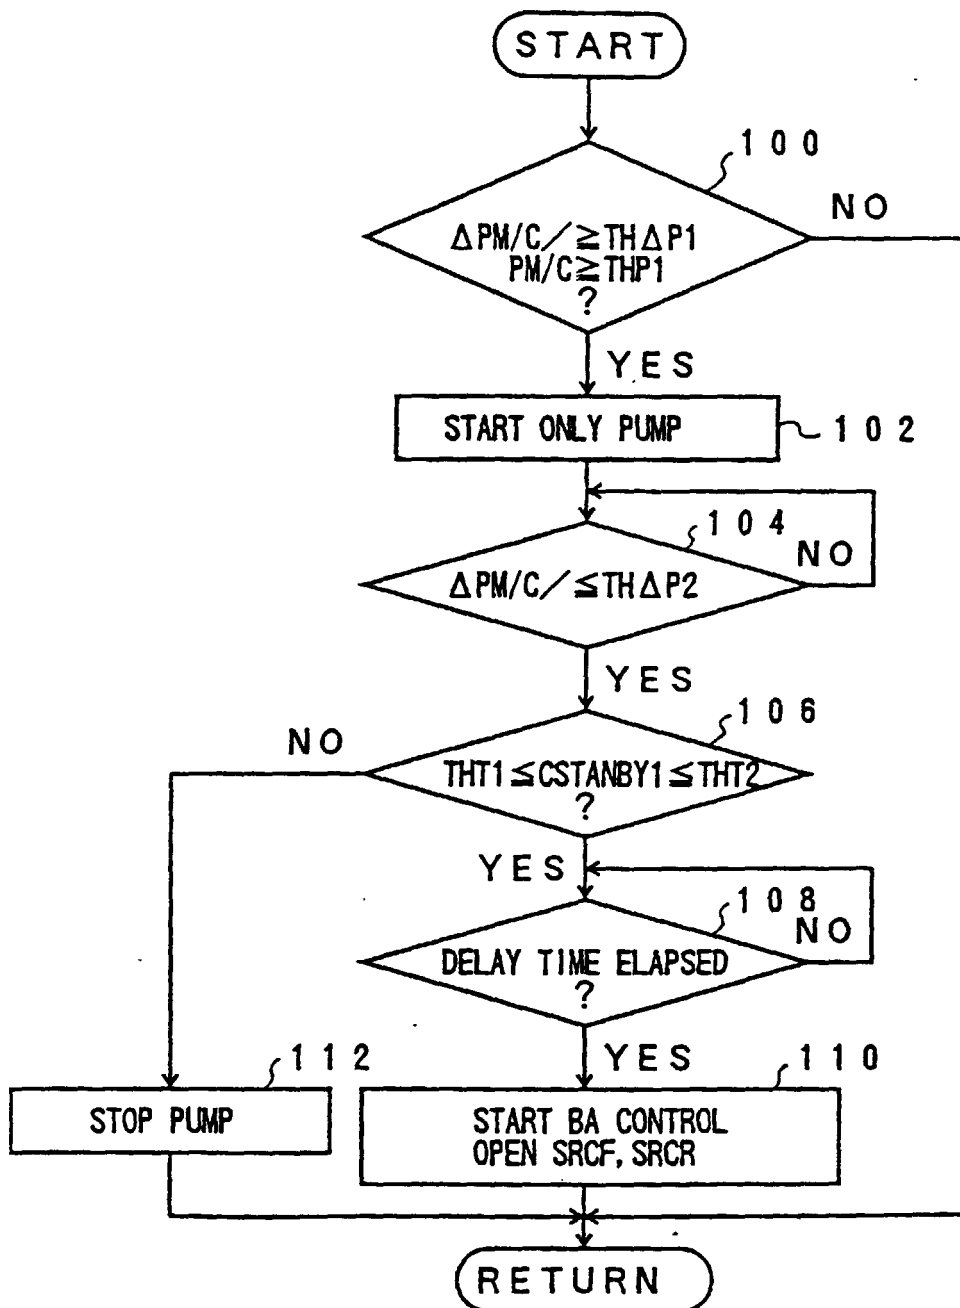 START
100
NO
ΔPM/C/≧THΔP1
PM/C≧THP1
?
YES
START ONLY PUMP
102
104
NO
ΔPM/C/≦THΔP2
YES
106
NO
THT1≦CSTANBY1≦THT2
?
YES
108
NO
DELAY TIME ELAPSED
?
YES
112
110
STOP PUMP
START BA CONTROL
OPEN SRCF, SRCR
RETURN